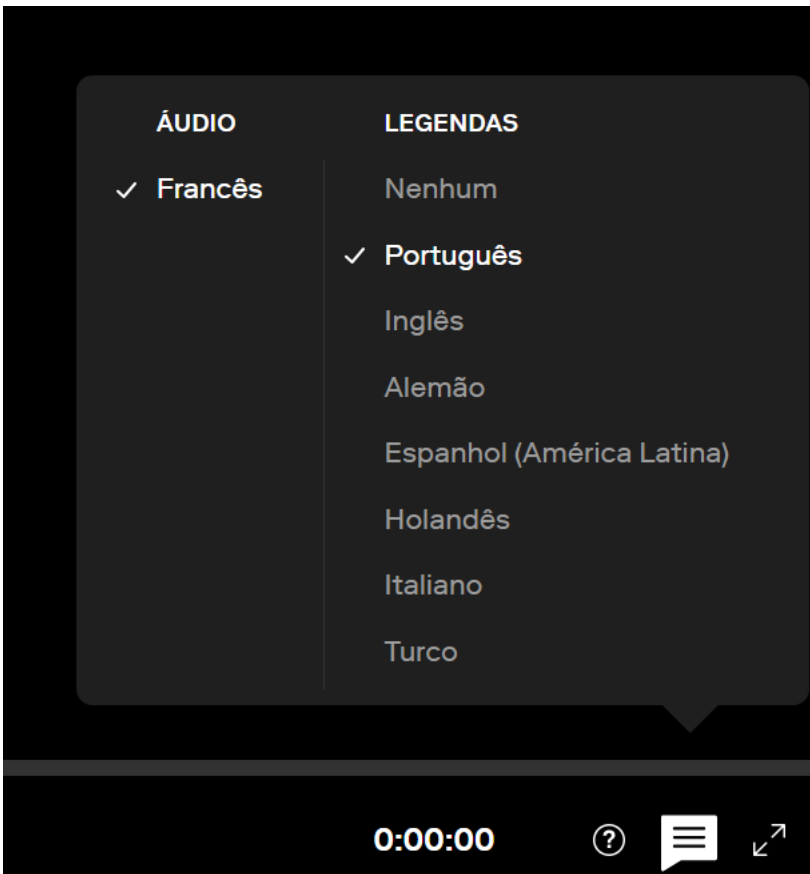 ÁUDIO
Francês
LEGENDAS
Nenhum
Português
Inglês
Alemão
Espanhol (América Latina)
Holandês
Italiano
Turco
0:00:00
?